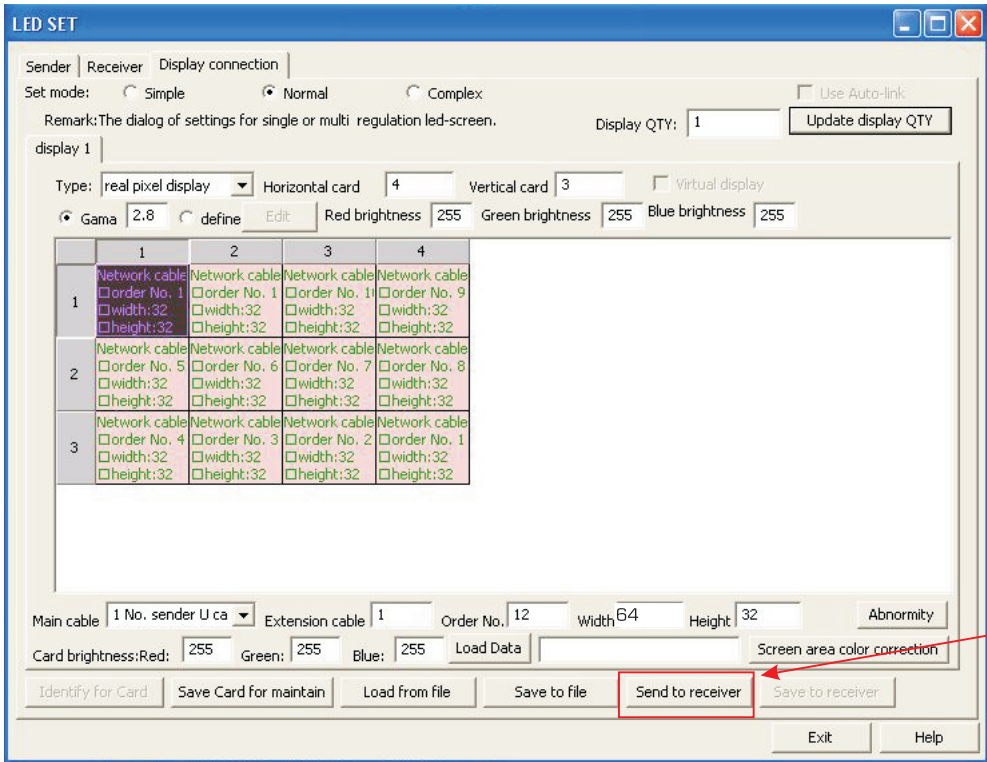 LED SET
Sender Receiver Display connection
Set mode: Simple Normal Complex Use Auto-link
Remark:The dialog of settings for single or multi regulation led-screen. Display QTY: 1 Update display QTY
display 1
Type: real pixel display Horizontal card 4 Vertical card 3 Virtual display
Gama 2.8 define Edit Red brightness 255 Green brightness 255 Blue brightness 255
1 2 3 4
Network cable Network cable Network cable Network cable
1 order No. 1 order No. 1 order No. 1 order No. 9
width:32 width:32 width:32 width:32
height:32 height:32 height:32 height:32
Network cable Network cable Network cable Network cable
2 order No. 5 order No. 6 order No. 7 order No. 8
width:32 width:32 width:32 width:32
height:32 height:32 height:32 height:32
Network cable Network cable Network cable Network cable
3 order No. 4 order No. 3 order No. 2 order No. 1
width:32 width:32 width:32 width:32
height:32 height:32 height:32 height:32
Main cable 1 No. sender U ca Extension cable 1 Order No. 12 Width 64 Height 32 Abnormity
Card brightness:Red: 255 Green: 255 Blue: 255 Load Data Screen area color correction
Identify for Card Save Card for maintain Load from file Save to file Send to receiver Save to receiver
Exit Help